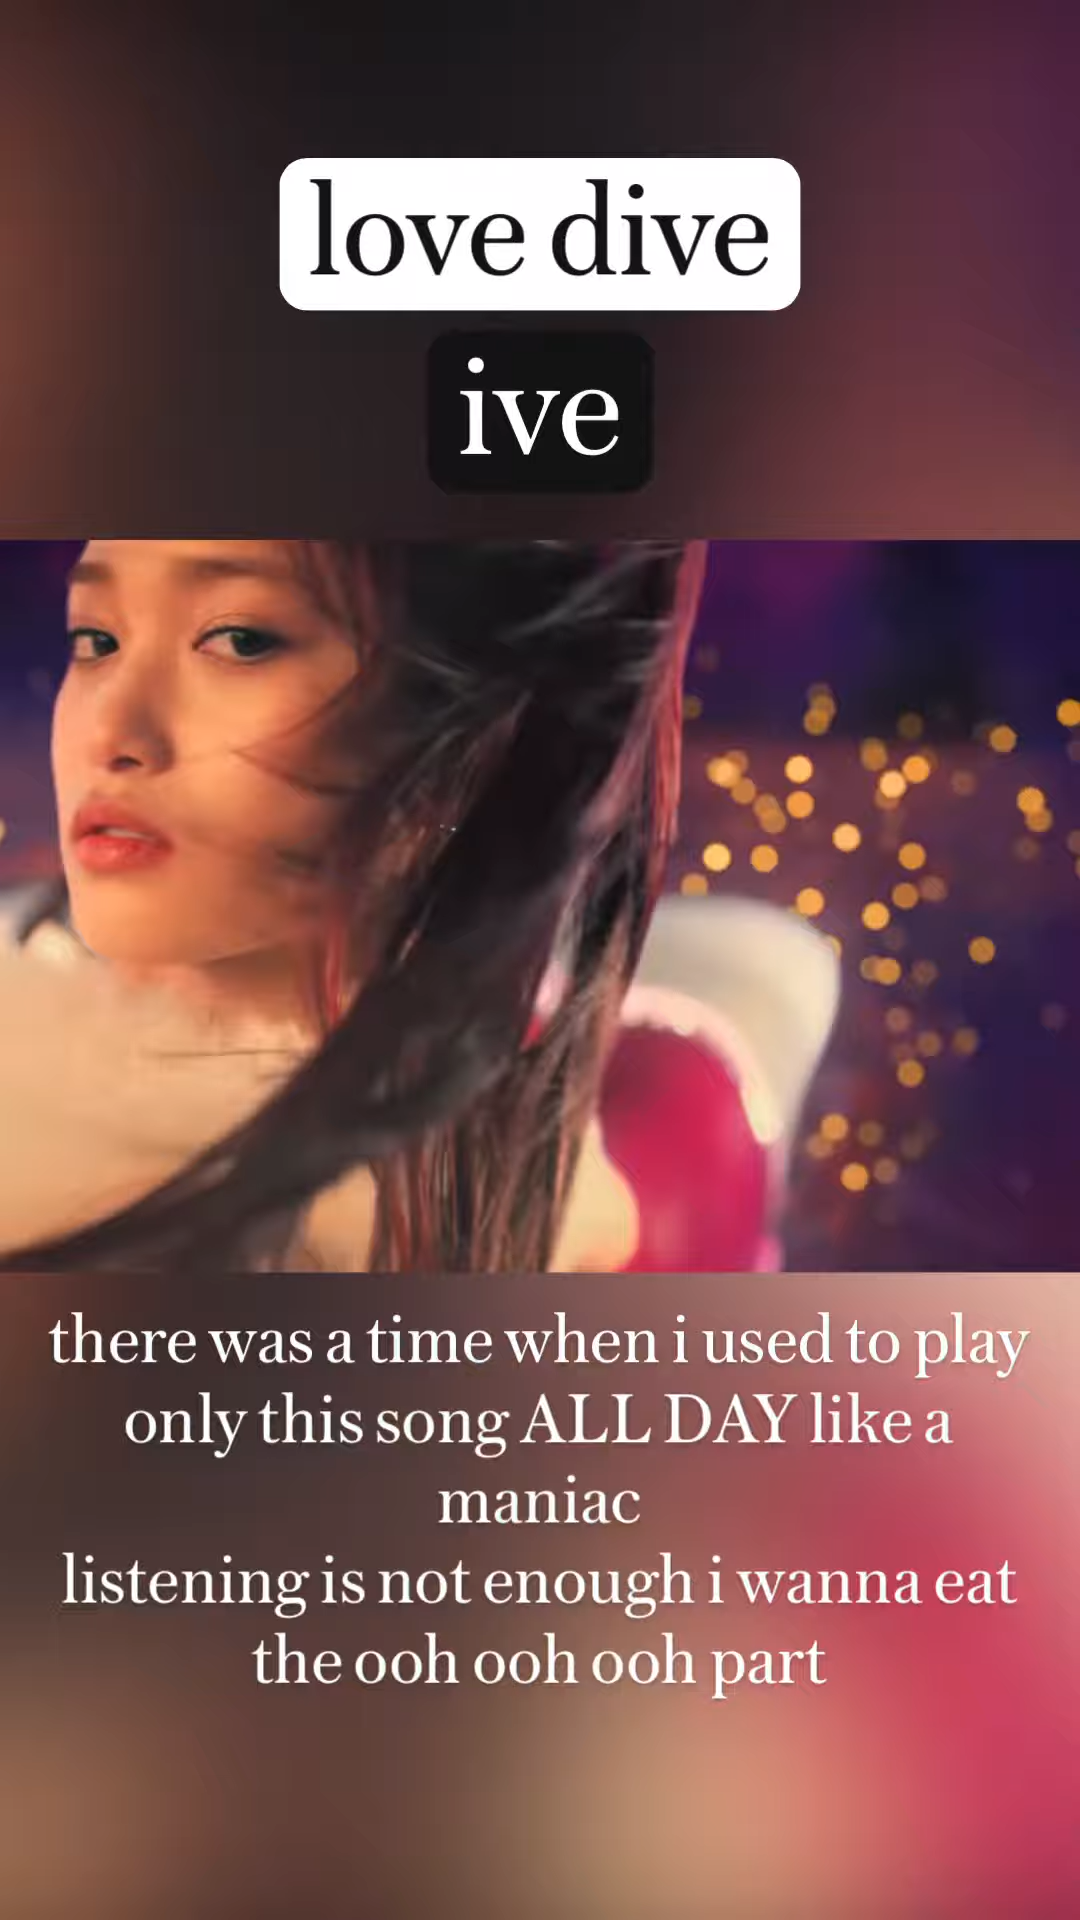 love dive
ive
there was a time when i used to play
only this song ALL DAY like a
maniac
listening is not enough i wanna eat
the ooh ooh ooh part